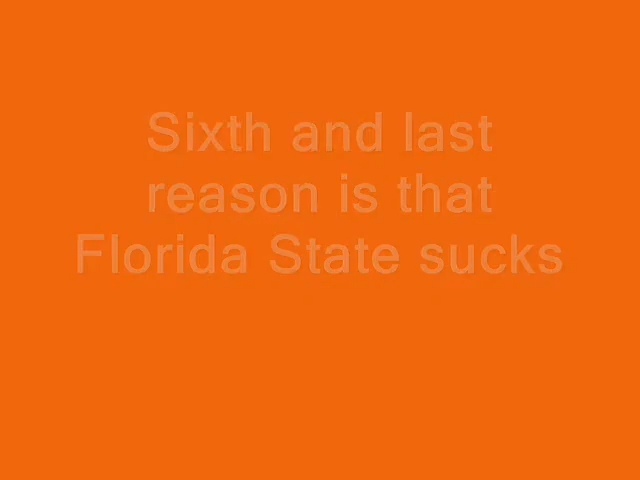 Sixth and last
reason is that
Florida State sucks